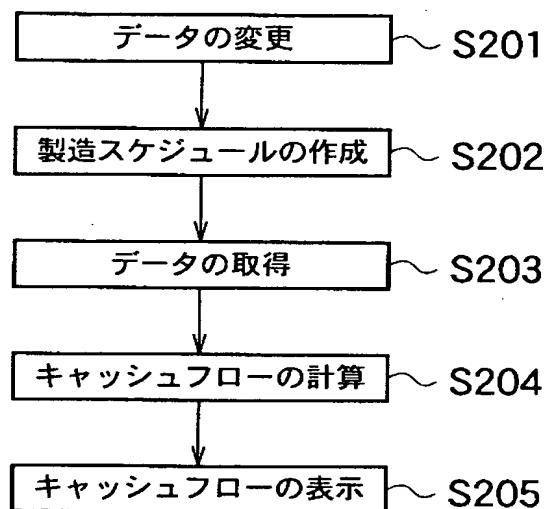 データの変更 S201
製造スケジュールの作成 S202
データの取得 S203
キャッシュフローの計算 S204
キャッシュフローの表示 S205